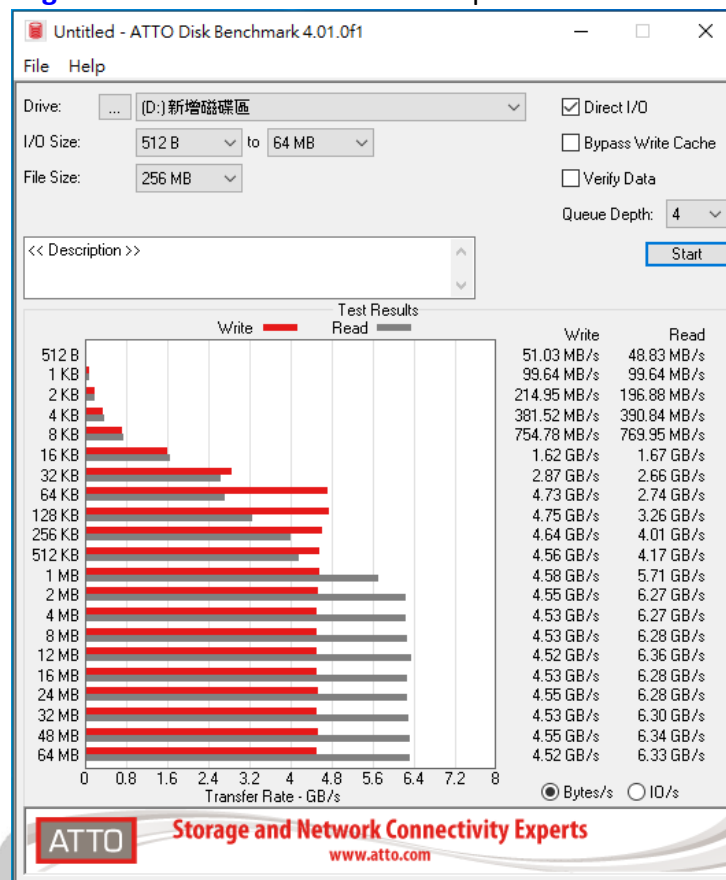 Untitled - ATTO Disk Benchmark 4.01.0f1
File Help
Drive: ... (D:)新增磁碟區
Direct I/O
I/O Size: 512 B to 64 MB
Bypass Write Cache
File Size: 256 MB
Verify Data
Queue Depth: 4
<< Description >>
Start
Test Results
Write Read Write Read
512 B 51.03 MB/s 48.83 MB/s
1 KB 99.64 MB/s 99.64 MB/s
2 KB 214.95 MB/s 196.88 MB/s
4 KB 381.52 MB/s 390.84 MB/s
8 KB 754.78 MB/s 769.95 MB/s
16 KB 1.62 GB/s 1.67 GB/s
32 KB 2.87 GB/s 2.66 GB/s
64 KB 4.73 GB/s 2.74 GB/s
128 KB 4.75 GB/s 3.26 GB/s
256 KB 4.64 GB/s 4.01 GB/s
512 KB 4.56 GB/s 4.17 GB/s
1 MB 4.58 GB/s 5.71 GB/s
2 MB 4.55 GB/s 6.27 GB/s
4 MB 4.53 GB/s 6.27 GB/s
8 MB 4.53 GB/s 6.28 GB/s
12 MB 4.52 GB/s 6.36 GB/s
16 MB 4.53 GB/s 6.28 GB/s
24 MB 4.55 GB/s 6.28 GB/s
32 MB 4.53 GB/s 6.30 GB/s
48 MB 4.55 GB/s 6.34 GB/s
64 MB 4.52 GB/s 6.33 GB/s
0 0.8 1.6 2.4 3.2 4 4.8 5.6 6.4 7.2 8
Transfer Rate - GB/s
Bytes/s IO/s
ATTO Storage and Network Connectivity Experts
www.atto.com